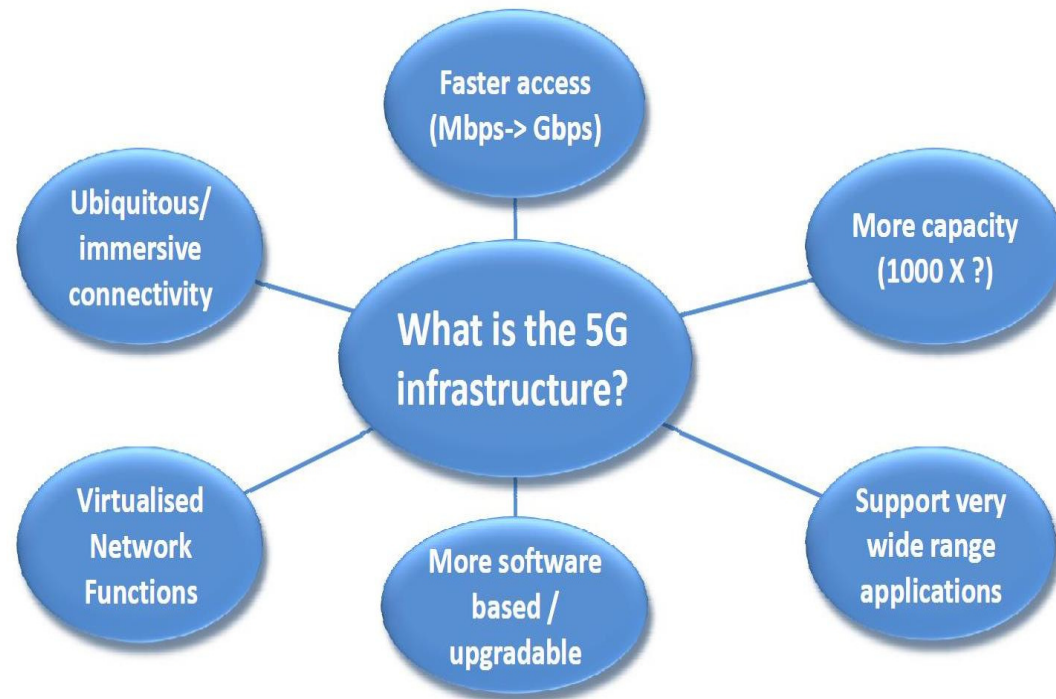 Faster access
(Mbps-> Gbps)
Ubiquitous/
immersive
connectivity
More capacity
(1000 X ?)
What is the 5G
infrastructure?
Virtualised
Network
Functions
More software
based /
upgradable
Support very
wide range
applications